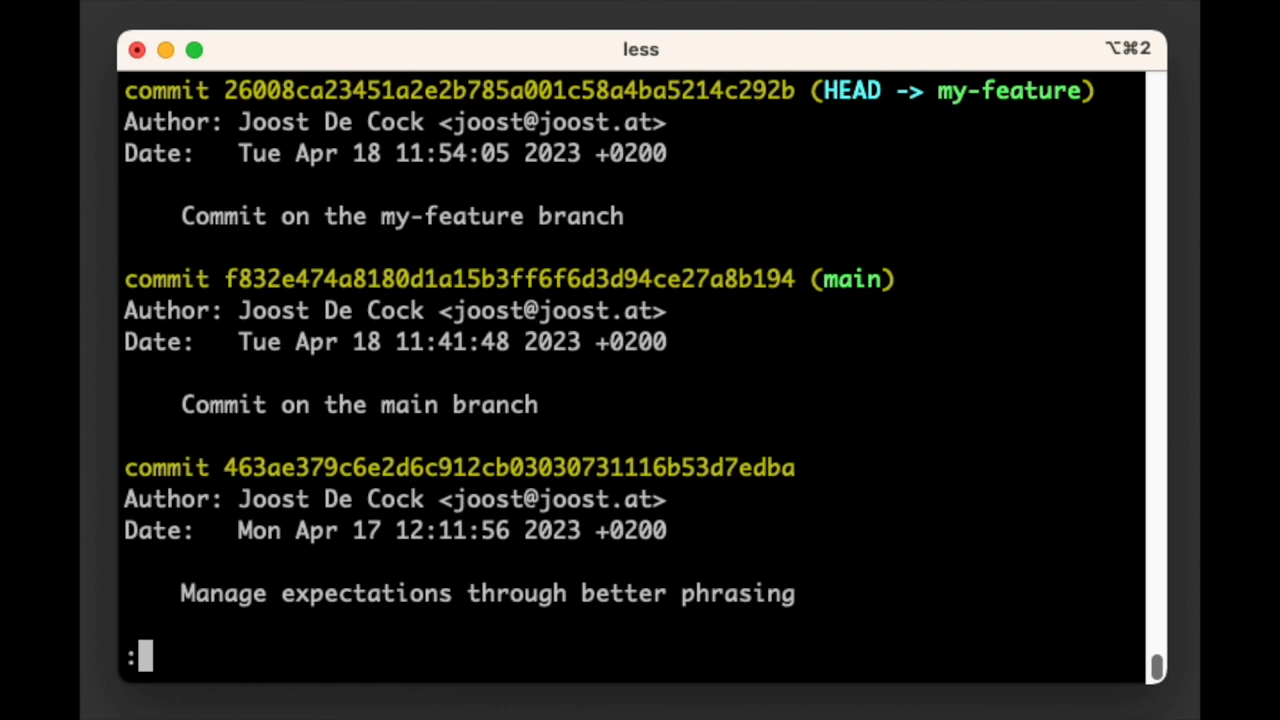 less
⌥⌘2
commit 26008ca23451a2e2b785a001c58a4ba5214c292b (HEAD -> my-feature)
Author: Joost De Cock <joost@joost.at>
Date:   Tue Apr 18 11:54:05 2023 +0200
    Commit on the my-feature branch
commit f832e474a8180d1a15b3ff6f6d3d94ce27a8b194 (main)
Author: Joost De Cock <joost@joost.at>
Date:   Tue Apr 18 11:41:48 2023 +0200
    Commit on the main branch
commit 463ae379c6e2d6c912cb03030731116b53d7edba
Author: Joost De Cock <joost@joost.at>
Date:   Mon Apr 17 12:11:56 2023 +0200
    Manage expectations through better phrasing
: